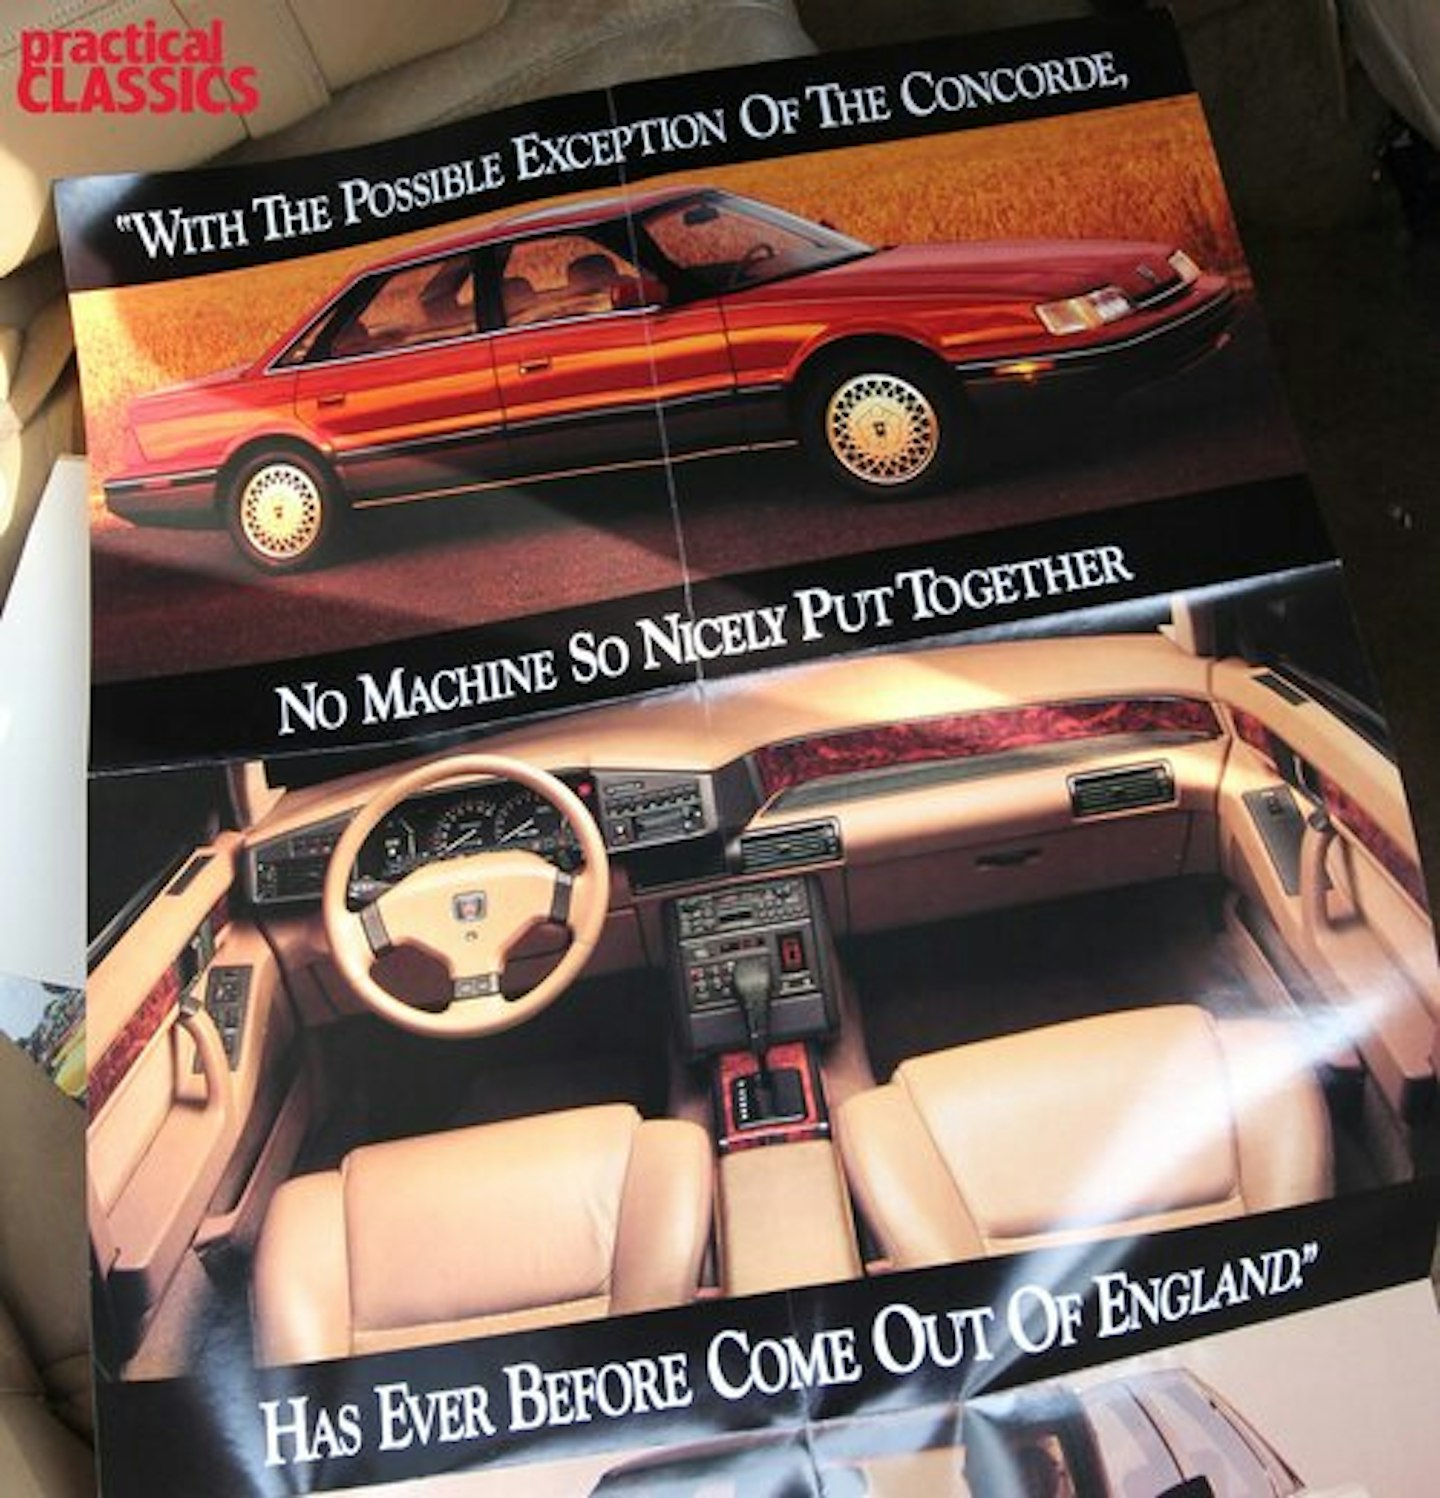 practical
CLASSICS
"WITH THE POSSIBLE EXCEPTION OF THE CONCORDE,
NO MACHINE SO NICELY PUT TOGETHER
HAS EVER BEFORE COME OUT OF ENGLAND."